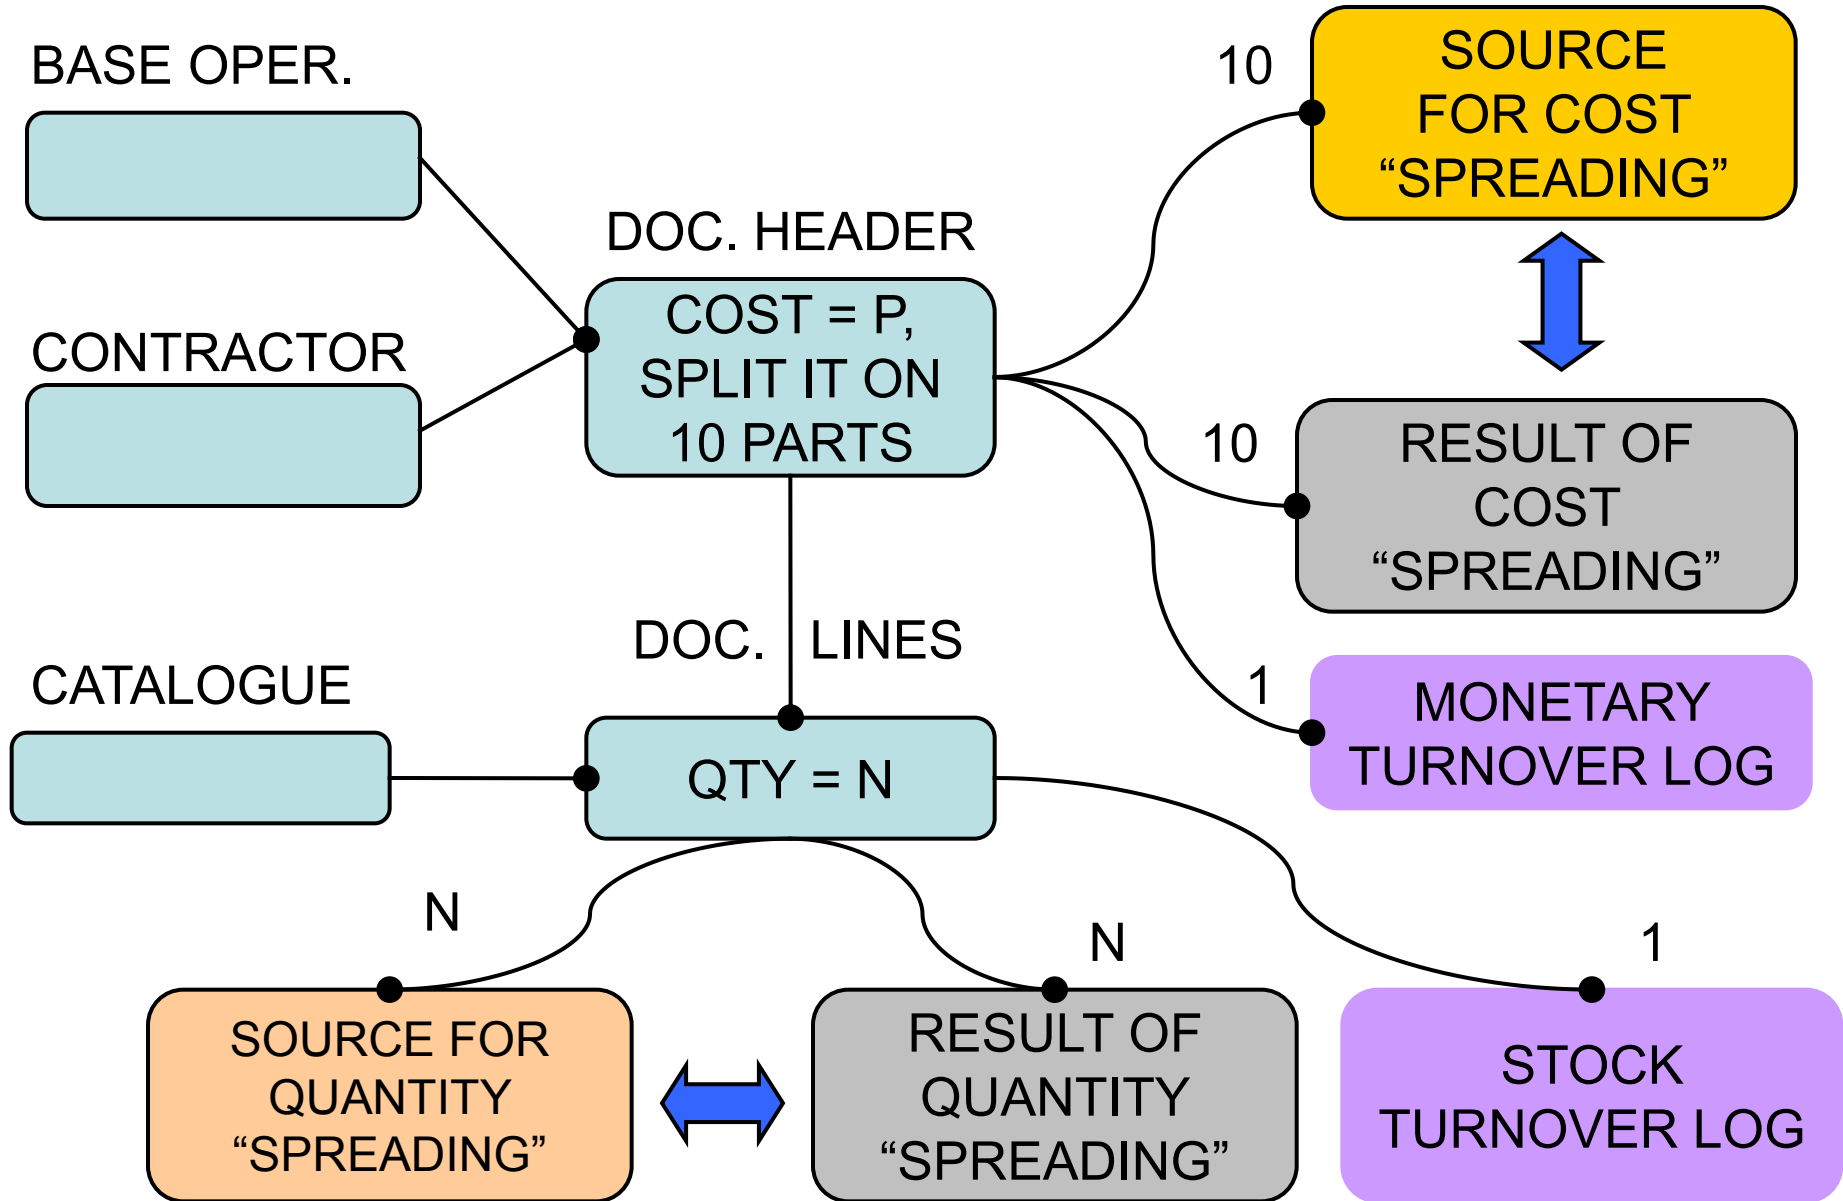 BASE OPER.
10
SOURCE
FOR COST
“SPREADING”
DOC. HEADER
COST = P,
SPLIT IT ON
10 PARTS
CONTRACTOR
10
RESULT OF
COST
“SPREADING”
DOC. LINES
CATALOGUE
1
MONETARY
TURNOVER LOG
QTY = N
N
N
1
SOURCE FOR
QUANTITY
“SPREADING”
RESULT OF
QUANTITY
“SPREADING”
STOCK
TURNOVER LOG